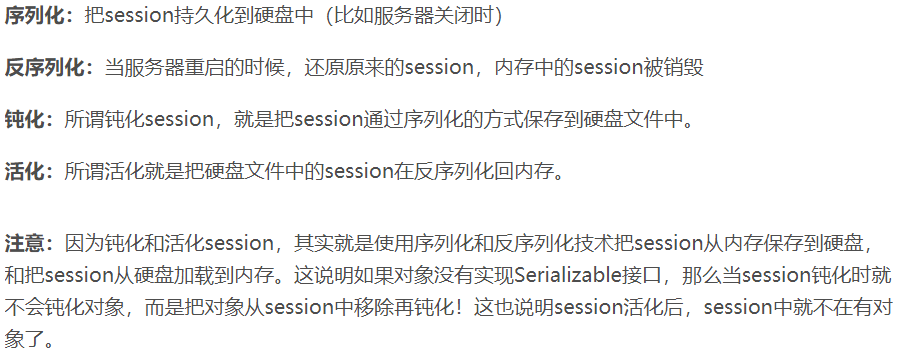 序列化：把session持久化到硬盘中（比如服务器关闭时）
反序列化：当服务器重启的时候，还原原来的session，内存中的session被销毁
钝化：所谓钝化session，就是把session通过序列化的方式保存到硬盘文件中。
活化：所谓活化就是把硬盘文件中的session在反序列化回内存。
注意：因为钝化和活化session，其实就是使用序列化和反序列化技术把session从内存保存到硬盘，
和把session从硬盘加载到内存。这说明如果对象没有实现Serializable接口，那么当session钝化时就
不会钝化对象，而是把对象从session中移除再钝化！这也说明session活化后，session中就不在有对
象了。